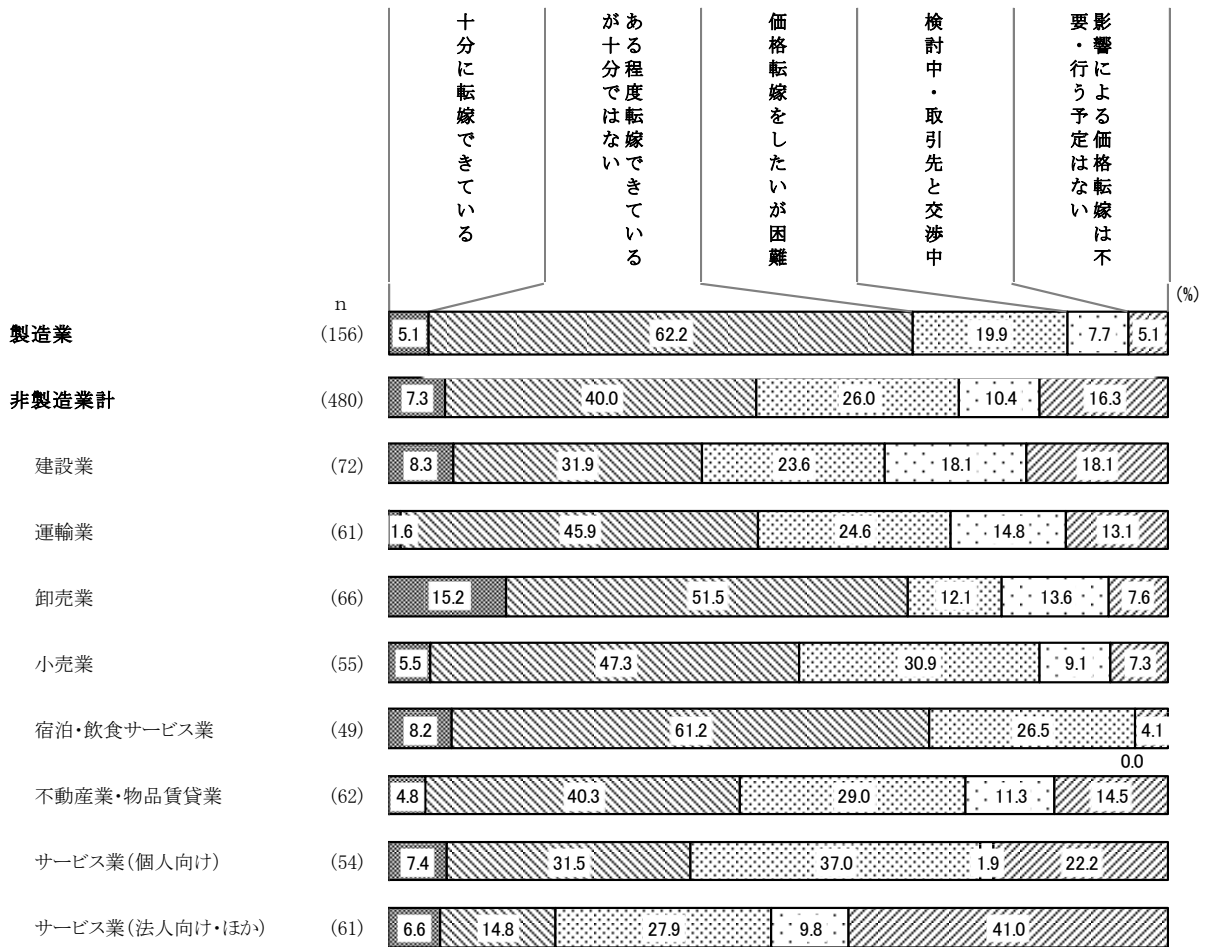 十分に転嫁できている
ある程度転嫁できている
が十分ではない
価格転嫁をしたいが困難
検討中・取引先と交渉中
影響による価格転嫁は不
要・行う予定はない
(%)
n
製造業 (156) 5.1 62.2 19.9 7.7 5.1
非製造業計 (480) 7.3 40.0 26.0 10.4 16.3
建設業 (72) 8.3 31.9 23.6 18.1 18.1
運輸業 (61) 1.6 45.9 24.6 14.8 13.1
卸売業 (66) 15.2 51.5 12.1 13.6 7.6
小売業 (55) 5.5 47.3 30.9 9.1 7.3
宿泊・飲食サービス業 (49) 8.2 61.2 26.5 4.1
0.0
不動産業・物品賃貸業 (62) 4.8 40.3 29.0 11.3 14.5
サービス業(個人向け) (54) 7.4 31.5 37.0 1.9 22.2
サービス業(法人向け・ほか) (61) 6.6 14.8 27.9 9.8 41.0